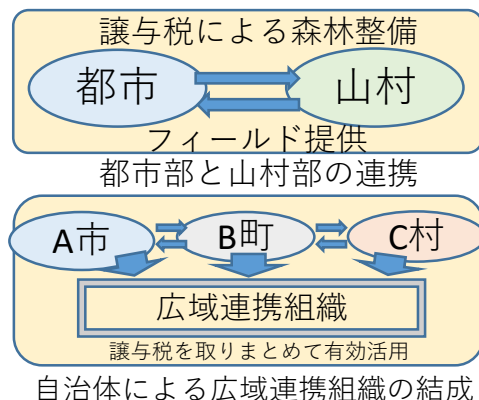 譲与税による森林整備
都市 山村
フィールド提供
都市部と山村部の連携
A市 B町 C村
広域連携組織
譲与税を取りまとめて有効活用
自治体による広域連携組織の結成